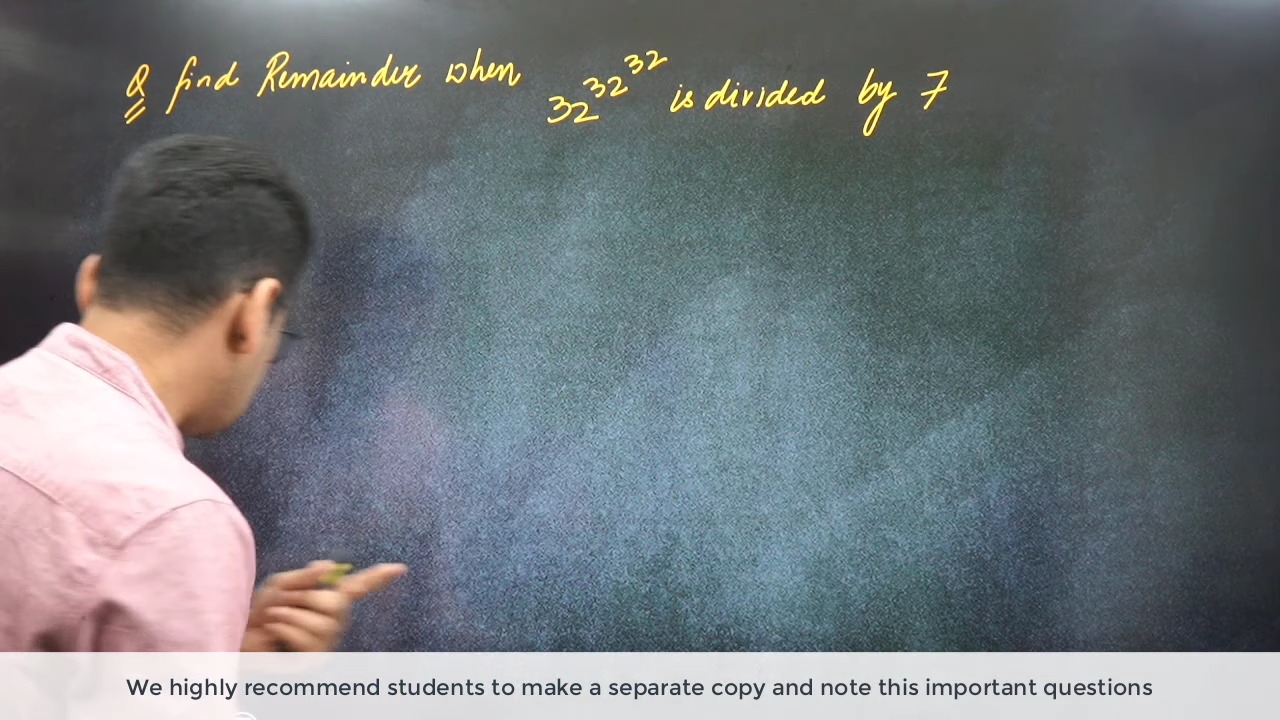 Q find Remainder when 32^32^32 is divided by 7
We highly recommend students to make a separate copy and note this important questions